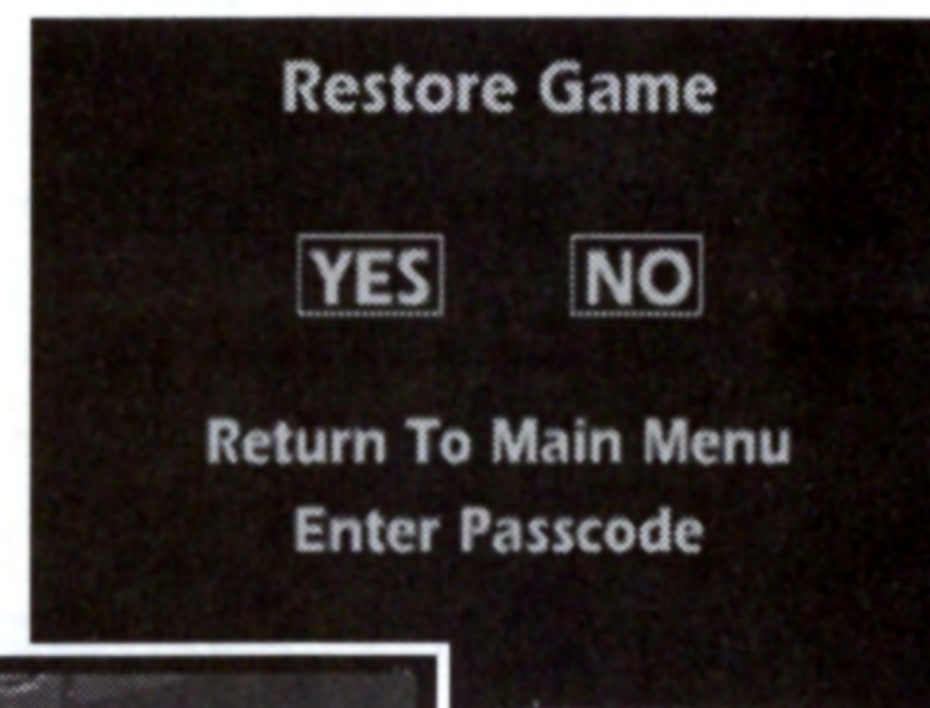 Restore Game
YES NO
Return To Main Menu
Enter Passcode